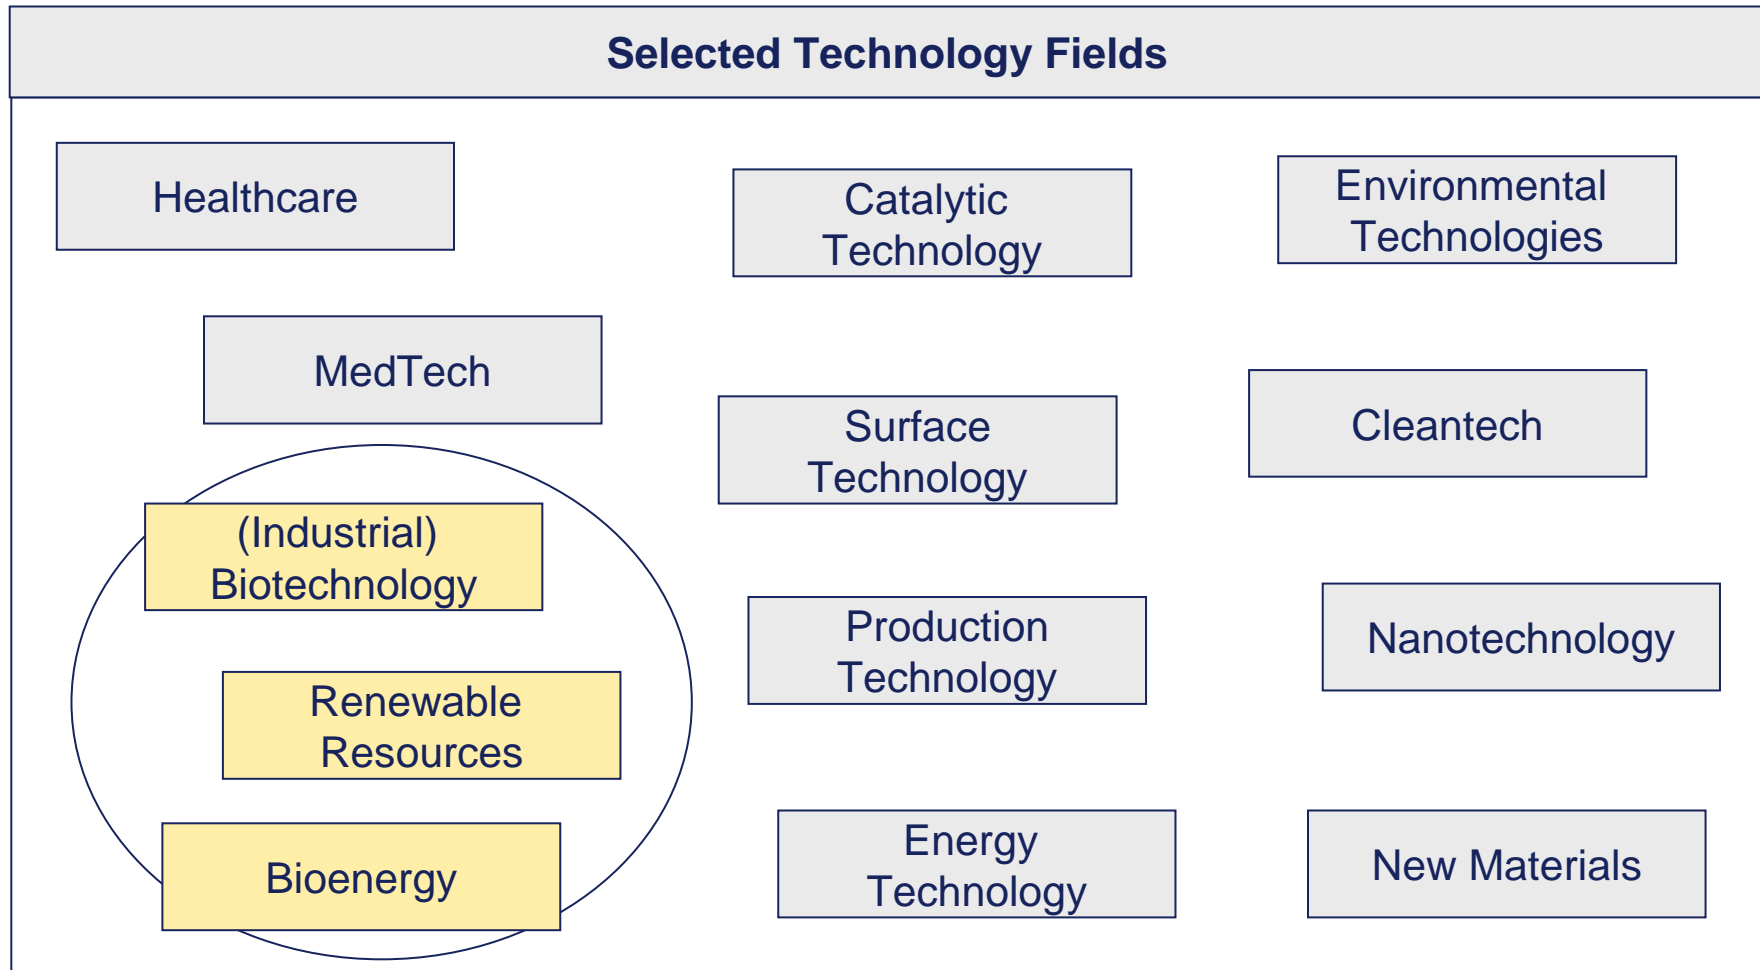 Selected Technology Fields
Healthcare
MedTech
(Industrial)
Biotechnology
Renewable
Resources
Bioenergy
Catalytic
Technology
Surface
Technology
Production
Technology
Energy
Technology
Environmental
Technologies
Cleantech
Nanotechnology
New Materials